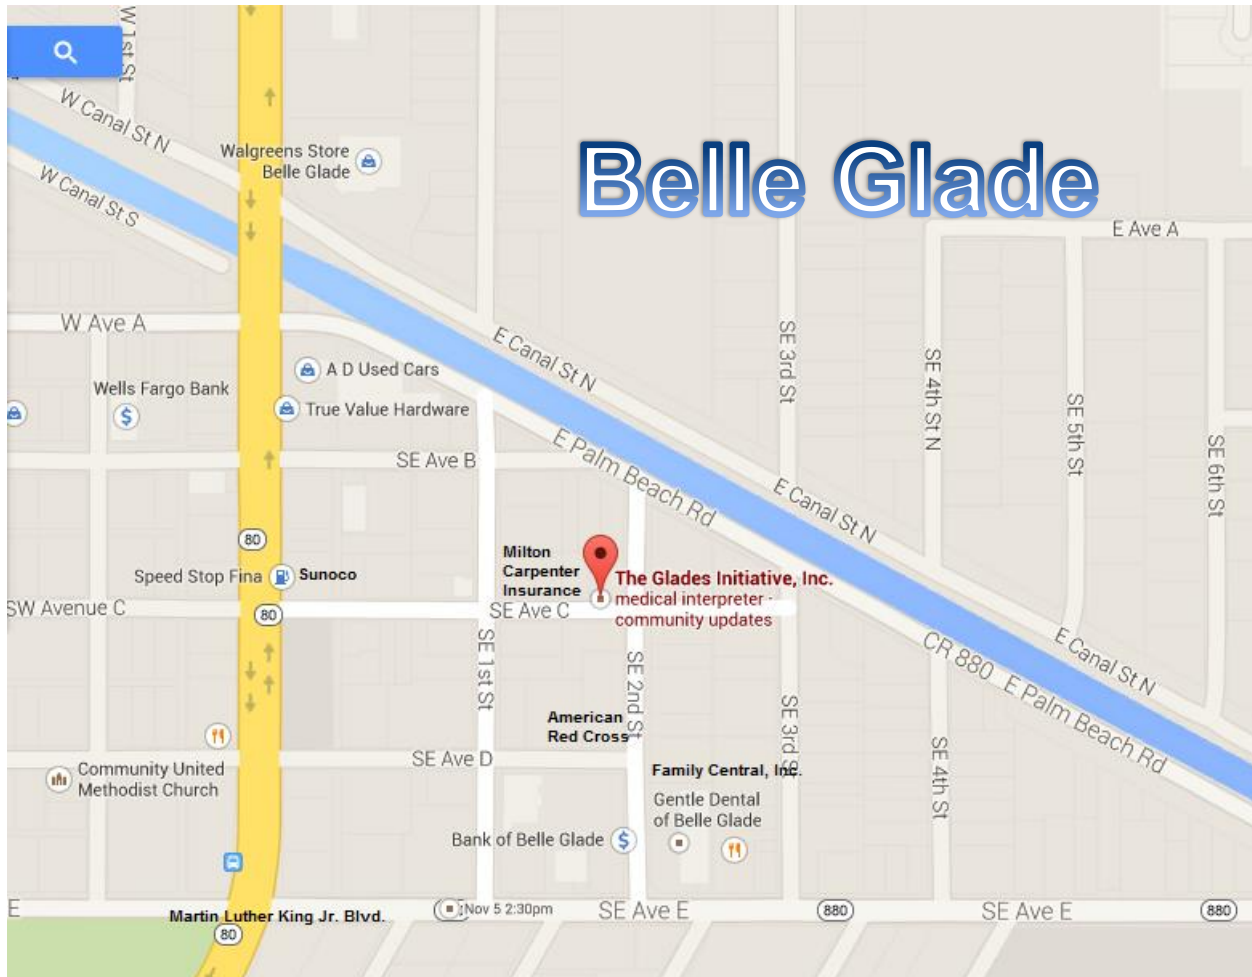 W 1st St
W Canal St N
Walgreens Store
Belle Glade
Belle Glade
W Canal St S
E Ave A
W Ave A
E Canal St N
SE 3rd St
SE 4th St N
SE 5th St
SE 6th St
A D Used Cars
Wells Fargo Bank
True Value Hardware
SE Ave B
E Palm Beach Rd
E Canal St N
80
Milton
Carpenter
Insurance
The Glades Initiative, Inc.
medical interpreter ·
community updates
Speed Stop Fina
Sunoco
SW Avenue C
80
SE Ave C
SE 1st St
SE 2nd St
E Canal St N
CR 880
E Palm Beach Rd
SE 3rd St
SE 4th St
American
Red Cross
SE Ave D
Community United
Methodist Church
Family Central, Inc.
Gentle Dental
of Belle Glade
Bank of Belle Glade
E
Martin Luther King Jr. Blvd.
Nov 5 2:30pm
SE Ave E
880
SE Ave E
880
80